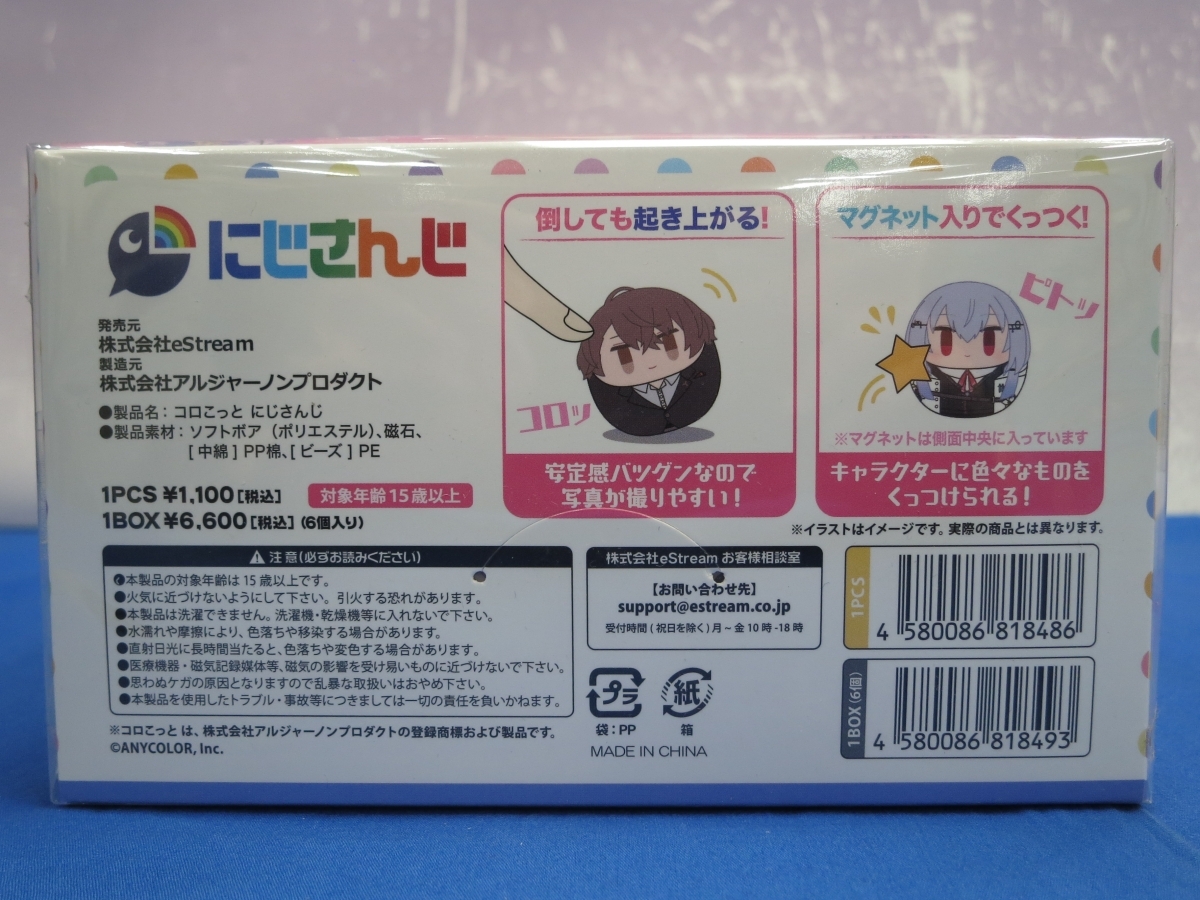 にじさんじ
発売元
株式会社eStream
製造元
株式会社アルジャーノンプロダクト
●製品名：コロこっと にじさんじ
●製品素材：ソフトボア（ポリエステル）、磁石、
[中綿] PP棉、[ビーズ] PE
1PCS ¥1,100[税込]
対象年齢15歳以上
1BOX ¥6,600[税込]（6個入り）
倒しても起き上がる！
コロッ
安定感バツグンなので
写真が撮りやすい！
マグネット入りでくっつく！
ピトッ
※マグネットは側面中央に入っています
キャラクターに色々なものを
くっつけられる！
※イラストはイメージです。実際の商品とは異なります。
注意（必ずお読みください）
●本製品の対象年齢は15歳以上です。
●火気に近づけないようにして下さい。引火する恐れがあります。
●本製品は洗濯できません。洗濯機・乾燥機等に入れないで下さい。
●水濡れや摩擦により、色落ちや移染する場合があります。
●直射日光に長時間当たると、色落ちや変色する場合があります。
●医療機器・磁気記録媒体等、磁気の影響を受け易いものに近づけないで下さい。
●思わぬケガの原因となりますので乱暴な取扱いはおやめ下さい。
●本製品を使用したトラブル・事故等につきましては一切の責任を負いかねます。
※コロこっと は、株式会社アルジャーノンプロダクトの登録商標および製品です。
©ANYCOLOR, Inc.
株式会社eStream お客様相談室
【お問い合わせ先】
support@estream.co.jp
受付時間（祝日を除く）月～金10時-18時
プラ
袋：PP
紙
箱
MADE IN CHINA
1PCS
4 580086 818486
1BOX（6個）
4 580086 818493